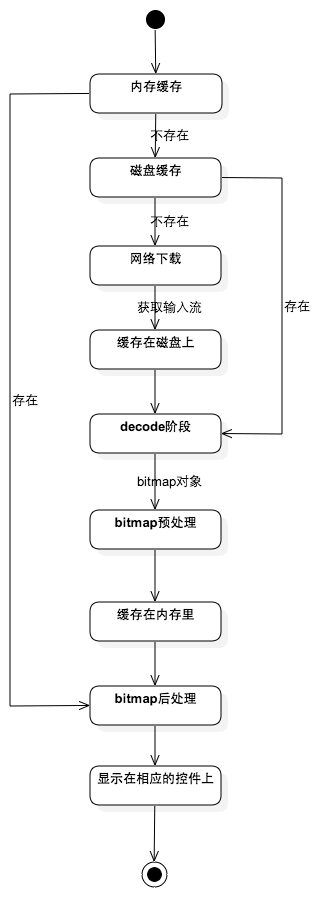 内存缓存
不存在
磁盘缓存
不存在
网络下载
存在
获取输入流
缓存在磁盘上
存在
decode阶段
bitmap对象
bitmap预处理
缓存在内存里
bitmap后处理
显示在相应的控件上